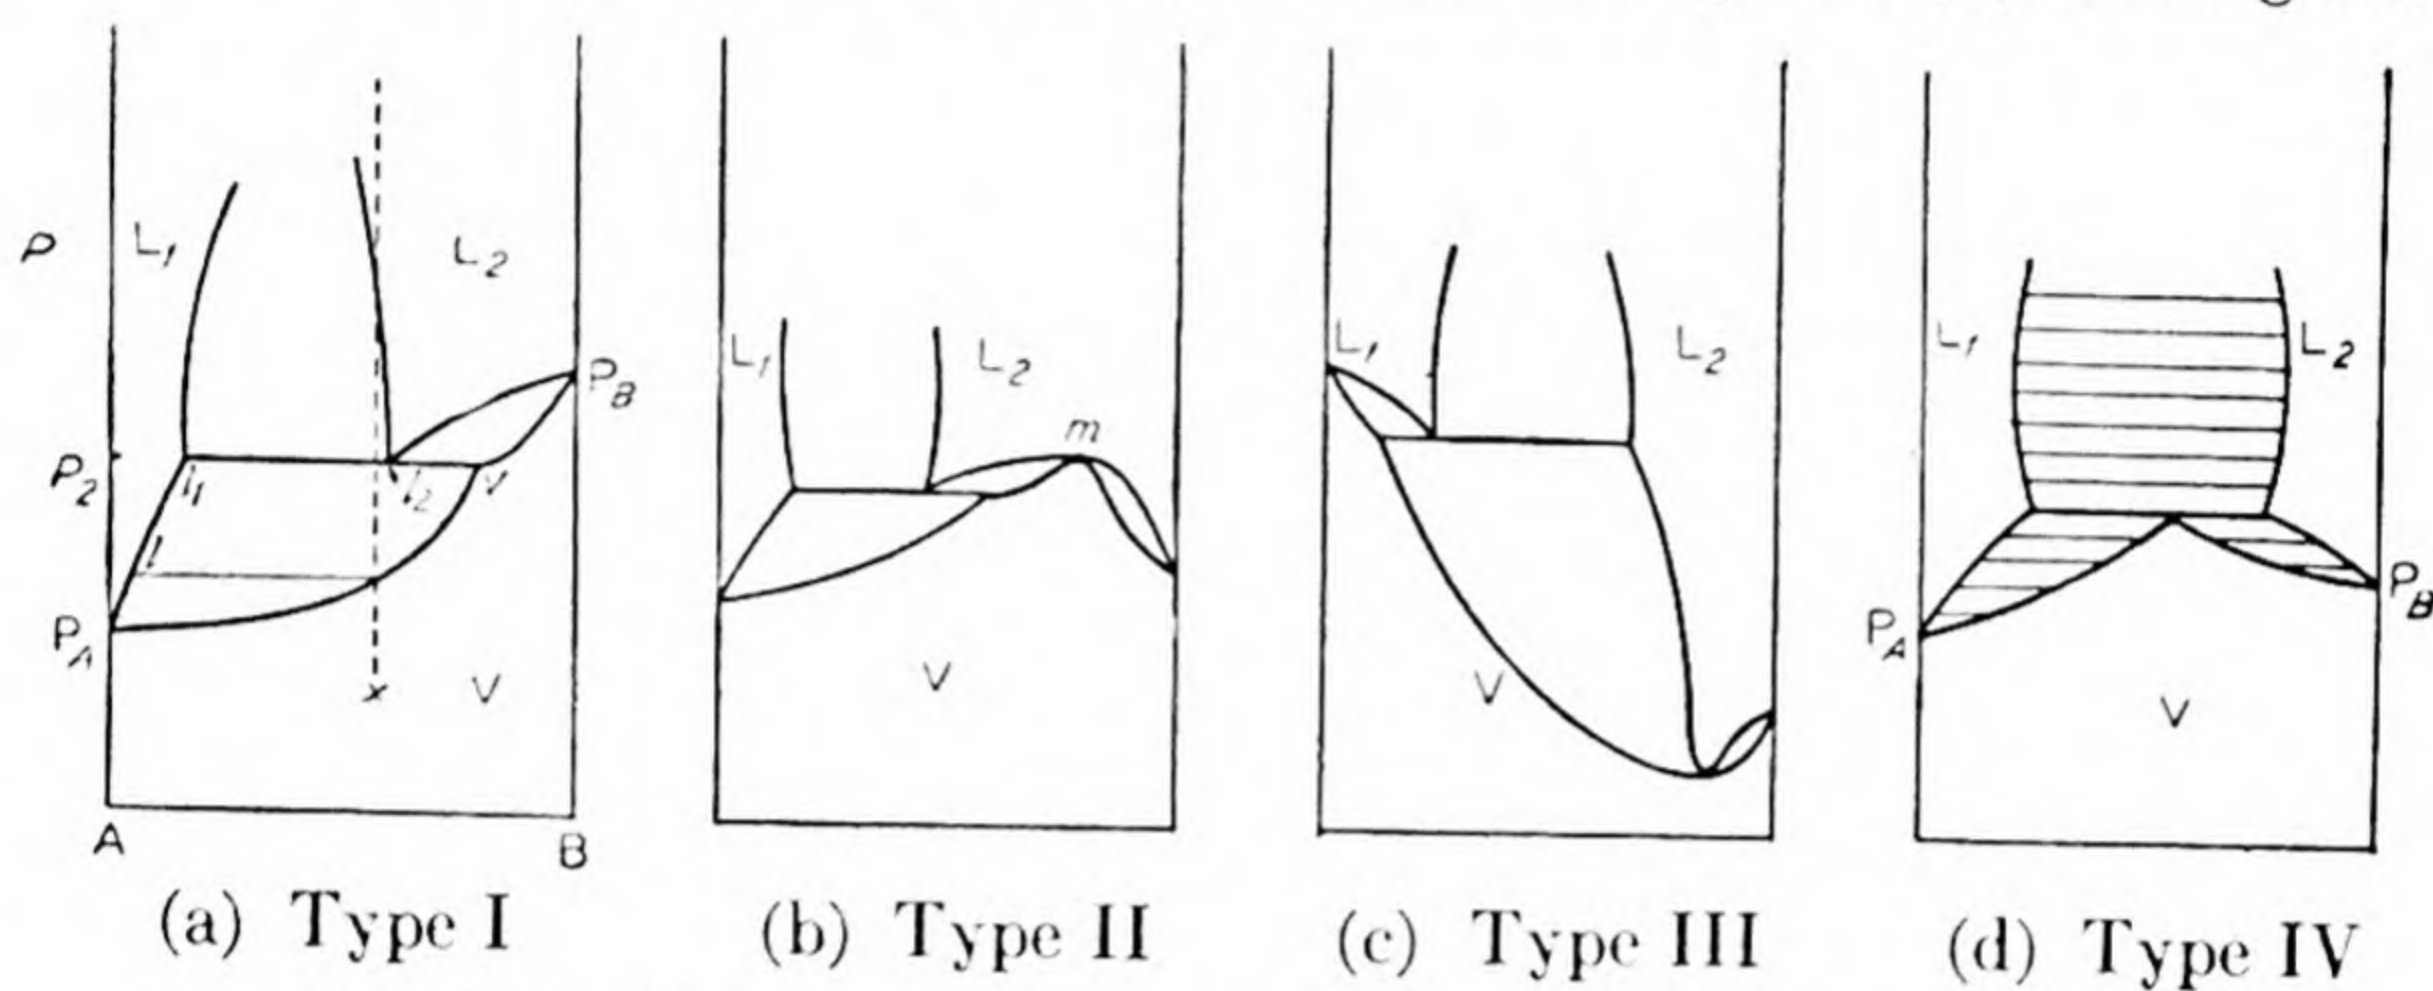 P
L1
L2
P2
PA
PB
l1
l2
v
l
x
V
A
B
(a) Type I
L1
L2
m
V
(b) Type II
L1
L2
V
(c) Type III
L1
L2
PA
PB
V
(d) Type IV